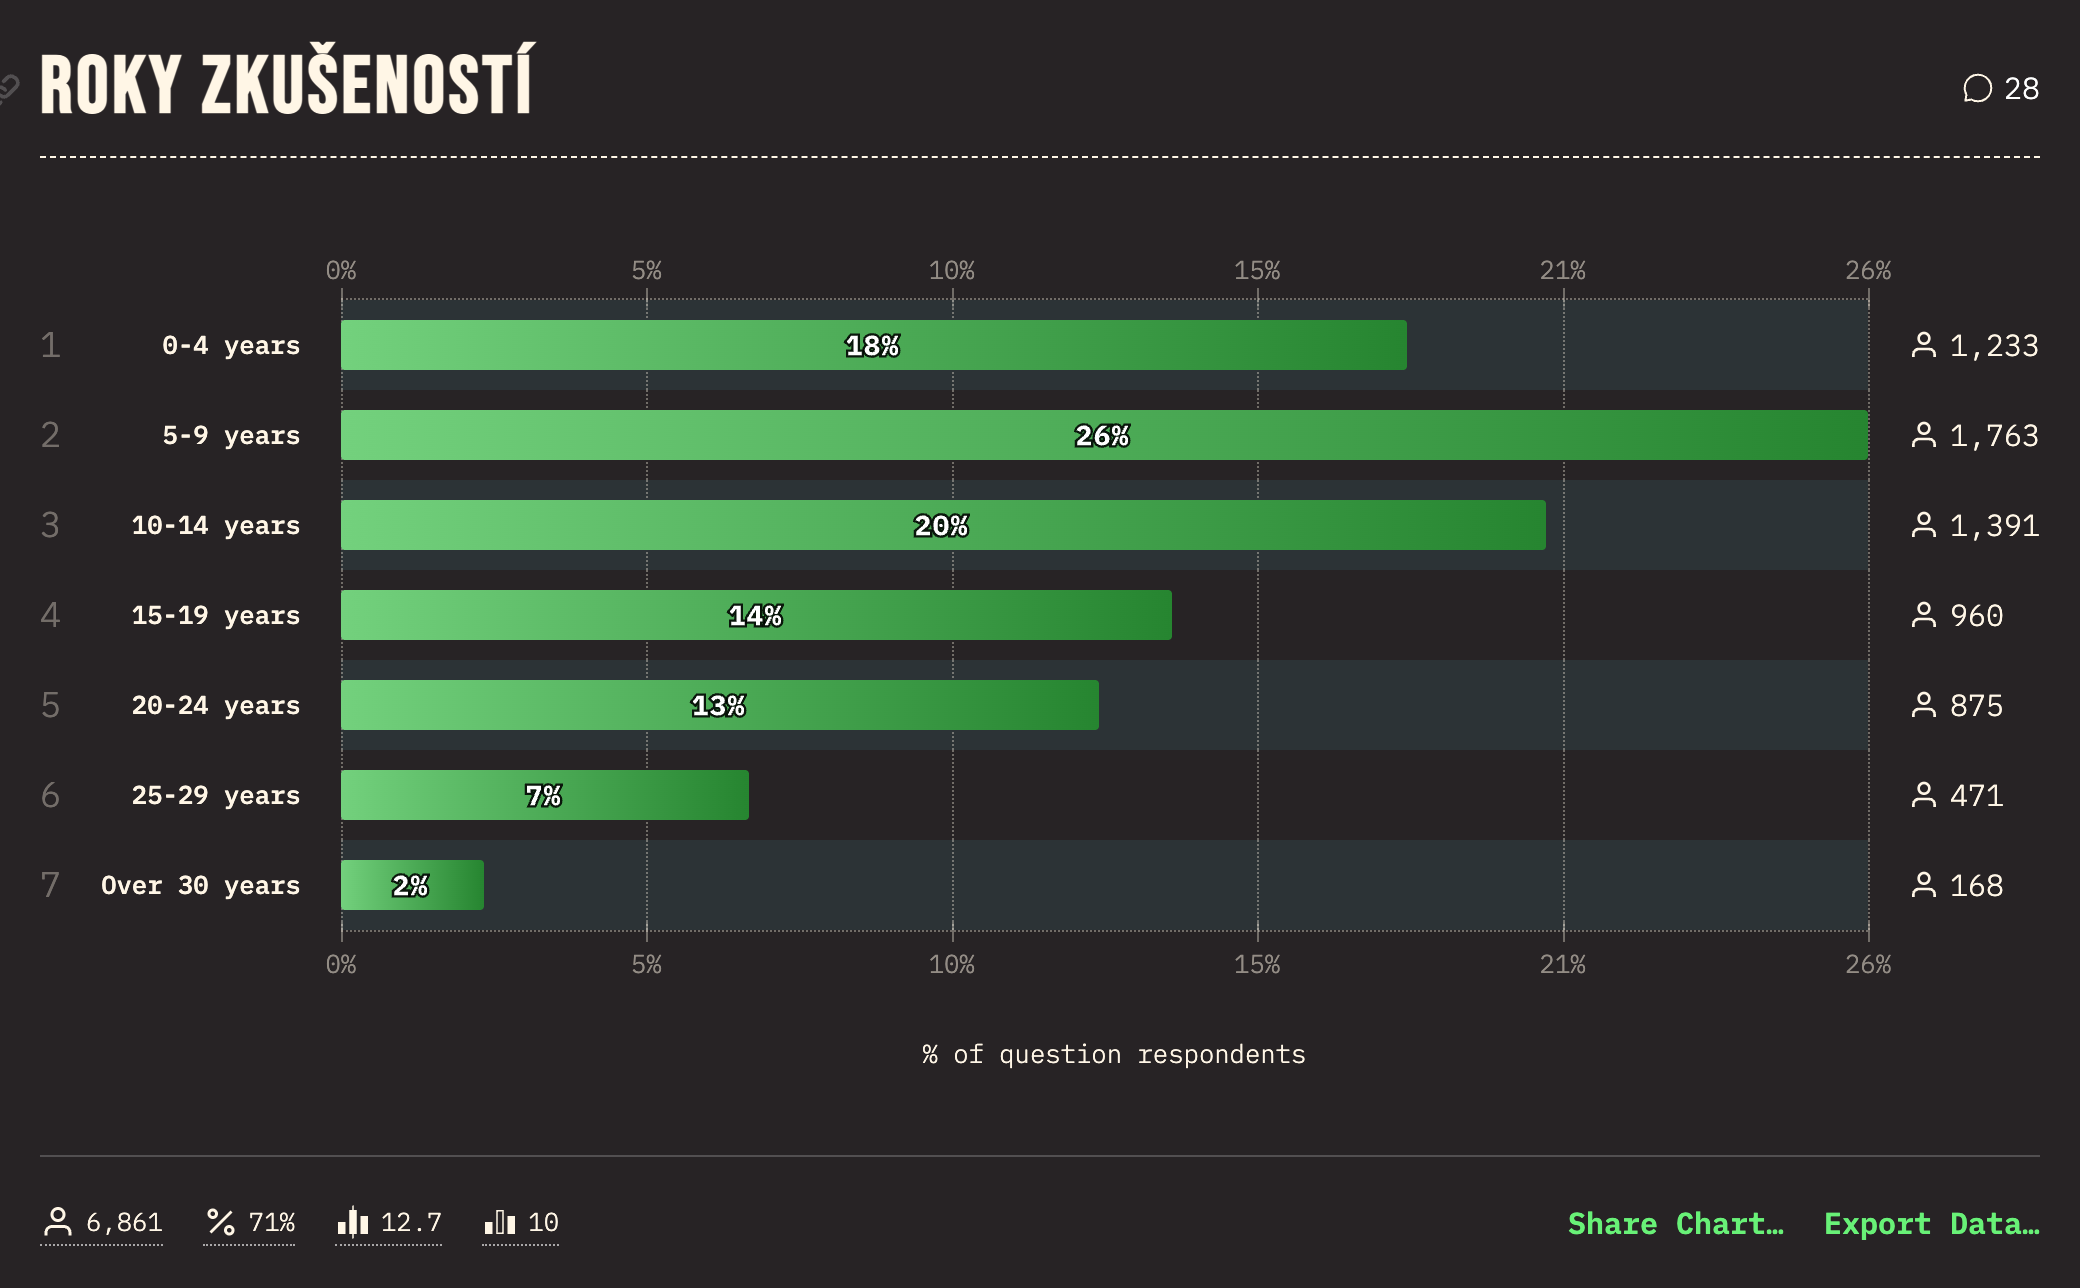 ROKY ZKUŠENOSTÍ
28
0% 5% 10% 15% 21% 26%
1 0-4 years 18% 1,233
2 5-9 years 26% 1,763
3 10-14 years 20% 1,391
4 15-19 years 14% 960
5 20-24 years 13% 875
6 25-29 years 7% 471
7 Over 30 years 2% 168
0% 5% 10% 15% 21% 26%
% of question respondents
6,861 71% 12.7 10 Share Chart… Export Data…